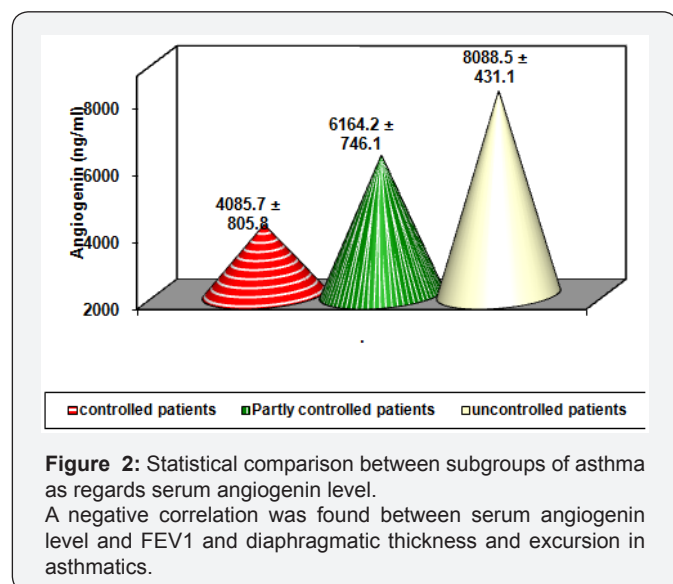 8088.5 ±
431.1
6164.2 ±
746.1
4085.7 ±
805.8
Angiogenin (ng/ml)
8000
6000
4000
2000
.
controlled patients Partly controlled patients uncontrolled patients
Figure 2: Statistical comparison between subgroups of asthma
as regards serum angiogenin level.
A negative correlation was found between serum angiogenin
level and FEV1 and diaphragmatic thickness and excursion in
asthmatics.